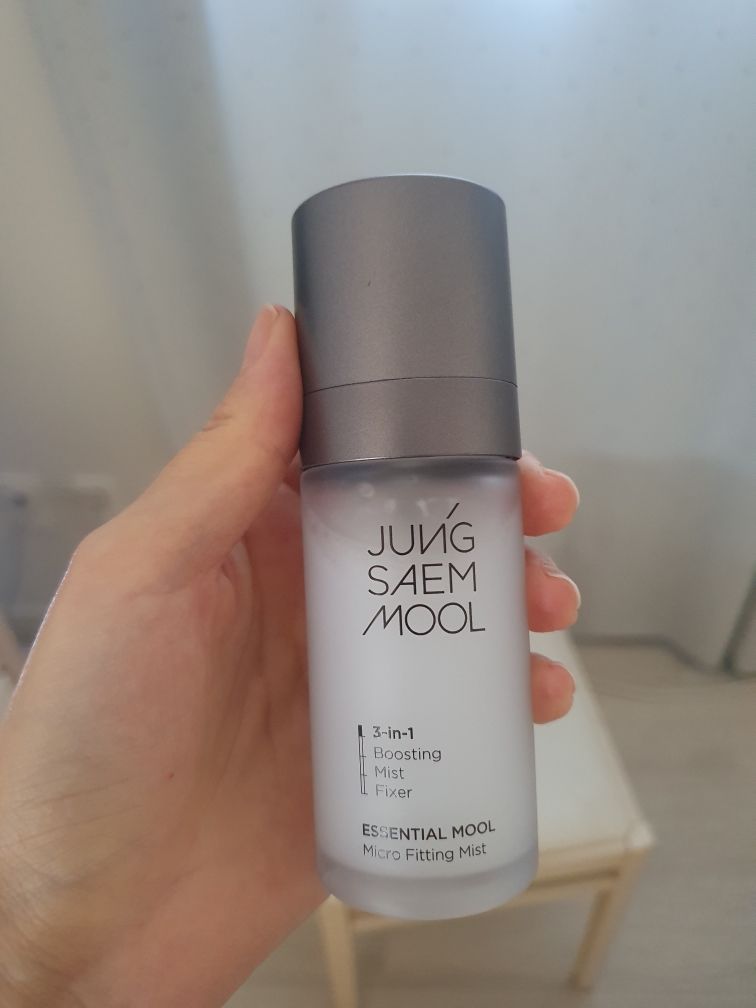 JUNG
SAEM
MOOL
3-in-1
Boosting
Mist
Fixer
ESSENTIAL MOOL
Micro Fitting Mist